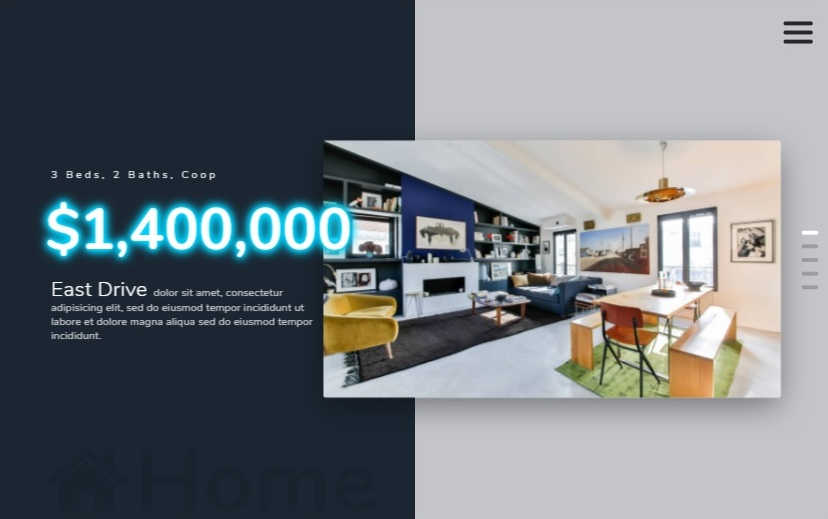 3 Beds, 2 Baths, Coop
$1,400,000
East Drive dolor sit amet, consectetur
adipisicing elit, sed do eiusmod tempor incididunt ut
labore et dolore magna aliqua sed do eiusmod tempor
incididunt.
Home